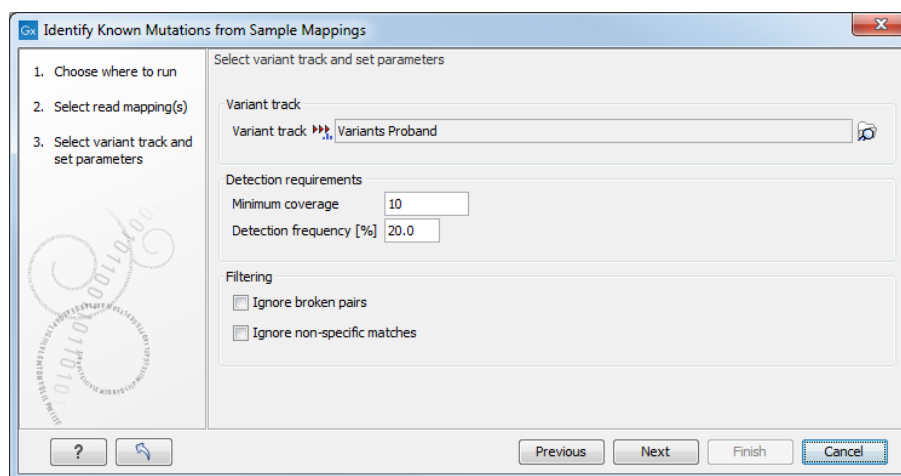 Gx Identify Known Mutations from Sample Mappings
1. Choose where to run
2. Select read mapping(s)
3. Select variant track and
set parameters
Select variant track and set parameters
Variant track
Variant track Variants Proband
Detection requirements
Minimum coverage 10
Detection frequency [%] 20.0
Filtering
Ignore broken pairs
Ignore non-specific matches
? Previous Next Finish Cancel